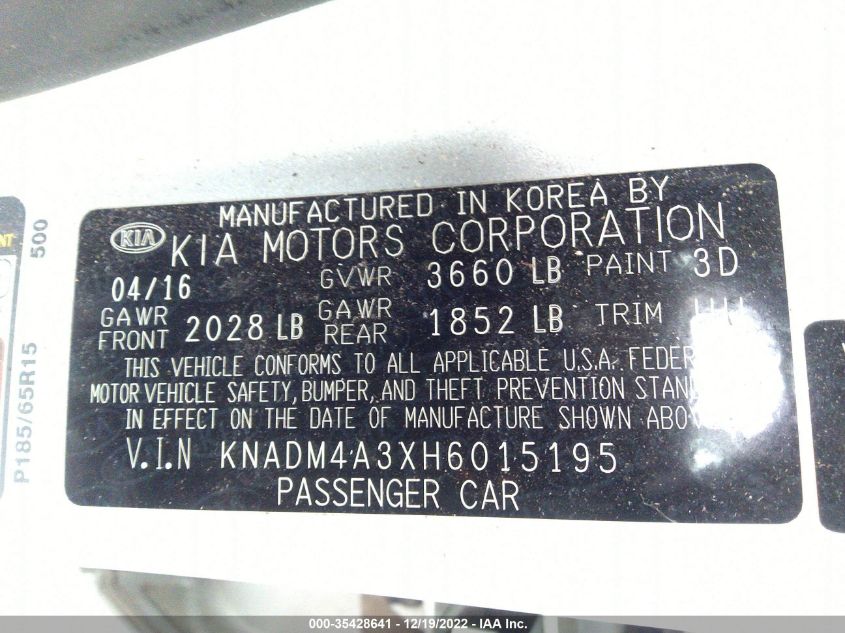 MANUFACTURED IN KOREA BY
KIA KIA MOTORS CORPORATION
04/16 GVWR 3660 LB PAINT 3D
GAWR FRONT 2028 LB GAWR REAR 1852 LB TRIM
THIS VEHICLE CONFORMS TO ALL APPLICABLE U.S.A. FEDER
MOTOR VEHICLE SAFETY, BUMPER, AND THEFT PREVENTION STAN
IN EFFECT ON THE DATE OF MANUFACTURE SHOWN ABO
V.I.N KNADM4A3XH6015195
PASSENGER CAR
P185/65R15 500
NT
000-35428641 - 12/19/2022 - IAA Inc.